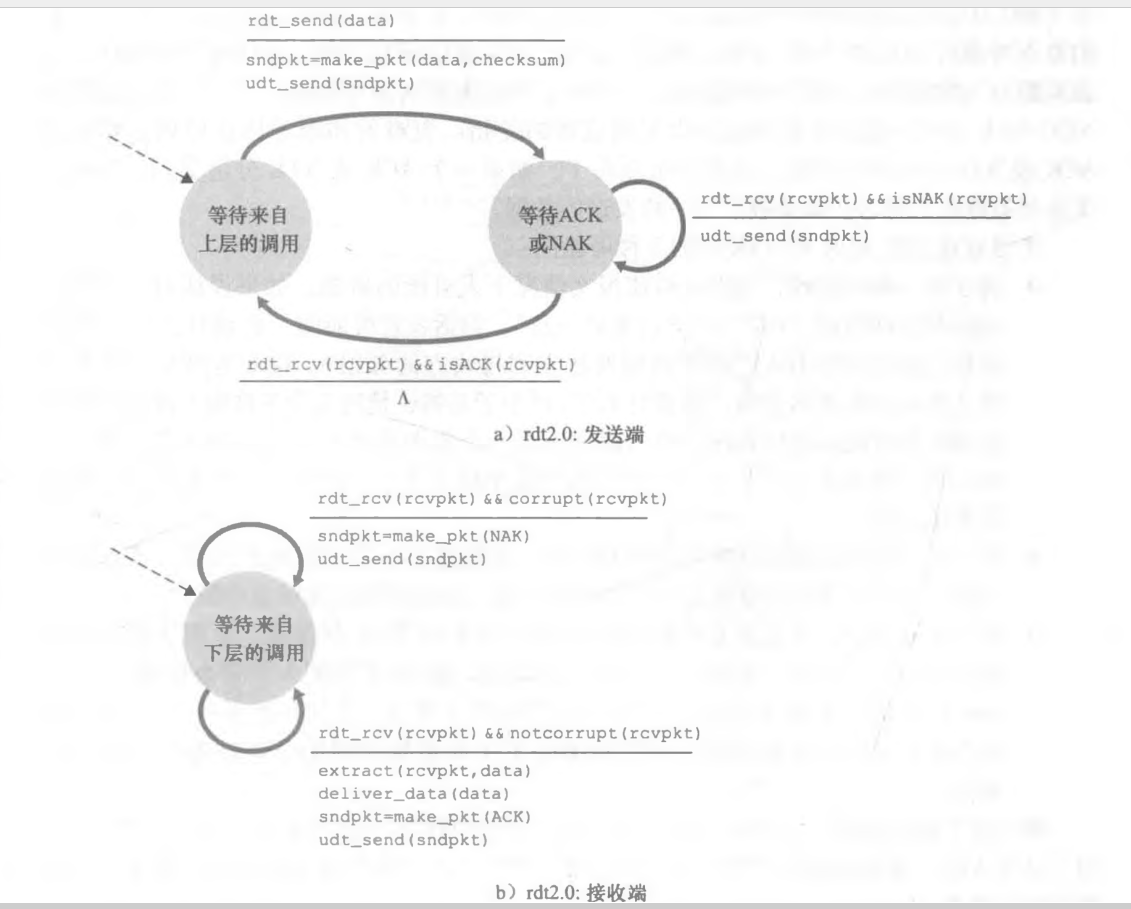 rdt_send(data)
sndpkt=make_pkt(data,checksum)
udt_send(sndpkt)
等待来自
上层的调用
等待ACK
或NAK
rdt_rcv(rcvpkt) && isNAK(rcvpkt)
udt_send(sndpkt)
rdt_rcv(rcvpkt) && isACK(rcvpkt)
Λ
a）rdt2.0: 发送端
rdt_rcv(rcvpkt) && corrupt(rcvpkt)
sndpkt=make_pkt(NAK)
udt_send(sndpkt)
等待来自
下层的调用
rdt_rcv(rcvpkt) && notcorrupt(rcvpkt)
extract(rcvpkt,data)
deliver_data(data)
sndpkt=make_pkt(ACK)
udt_send(sndpkt)
b）rdt2.0: 接收端